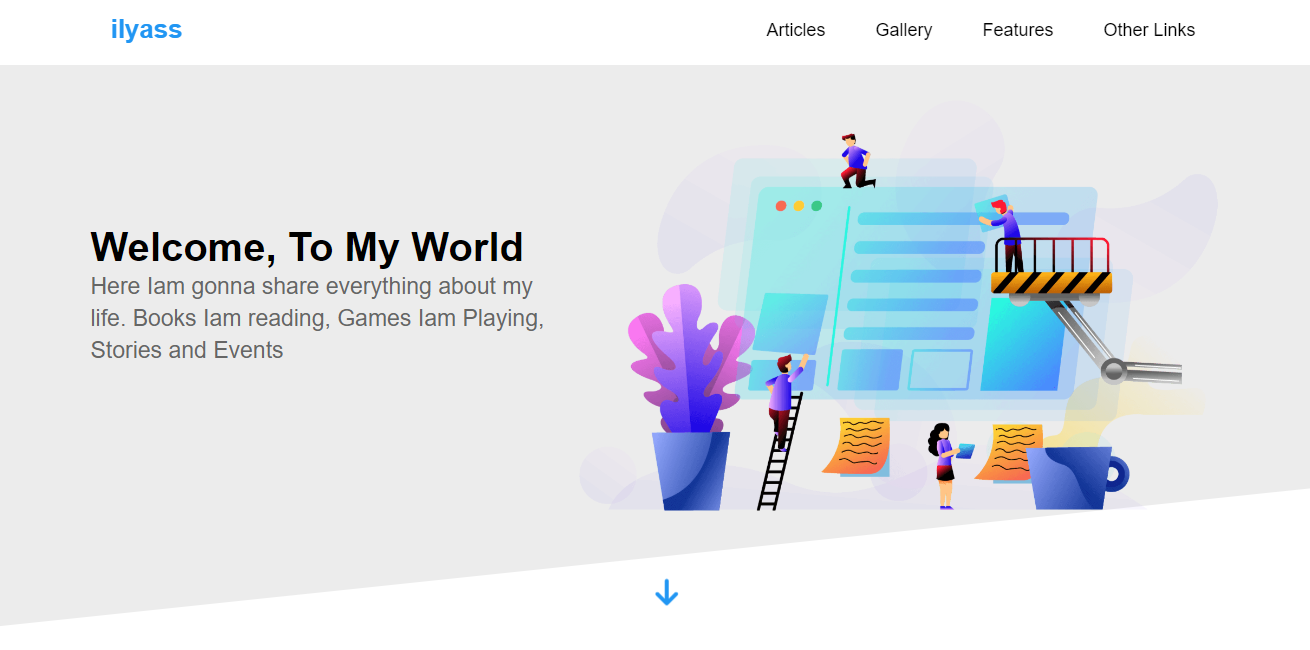 ilyass
Articles
Gallery
Features
Other Links
Welcome, To My World
Here Iam gonna share everything about my
life. Books Iam reading, Games Iam Playing,
Stories and Events